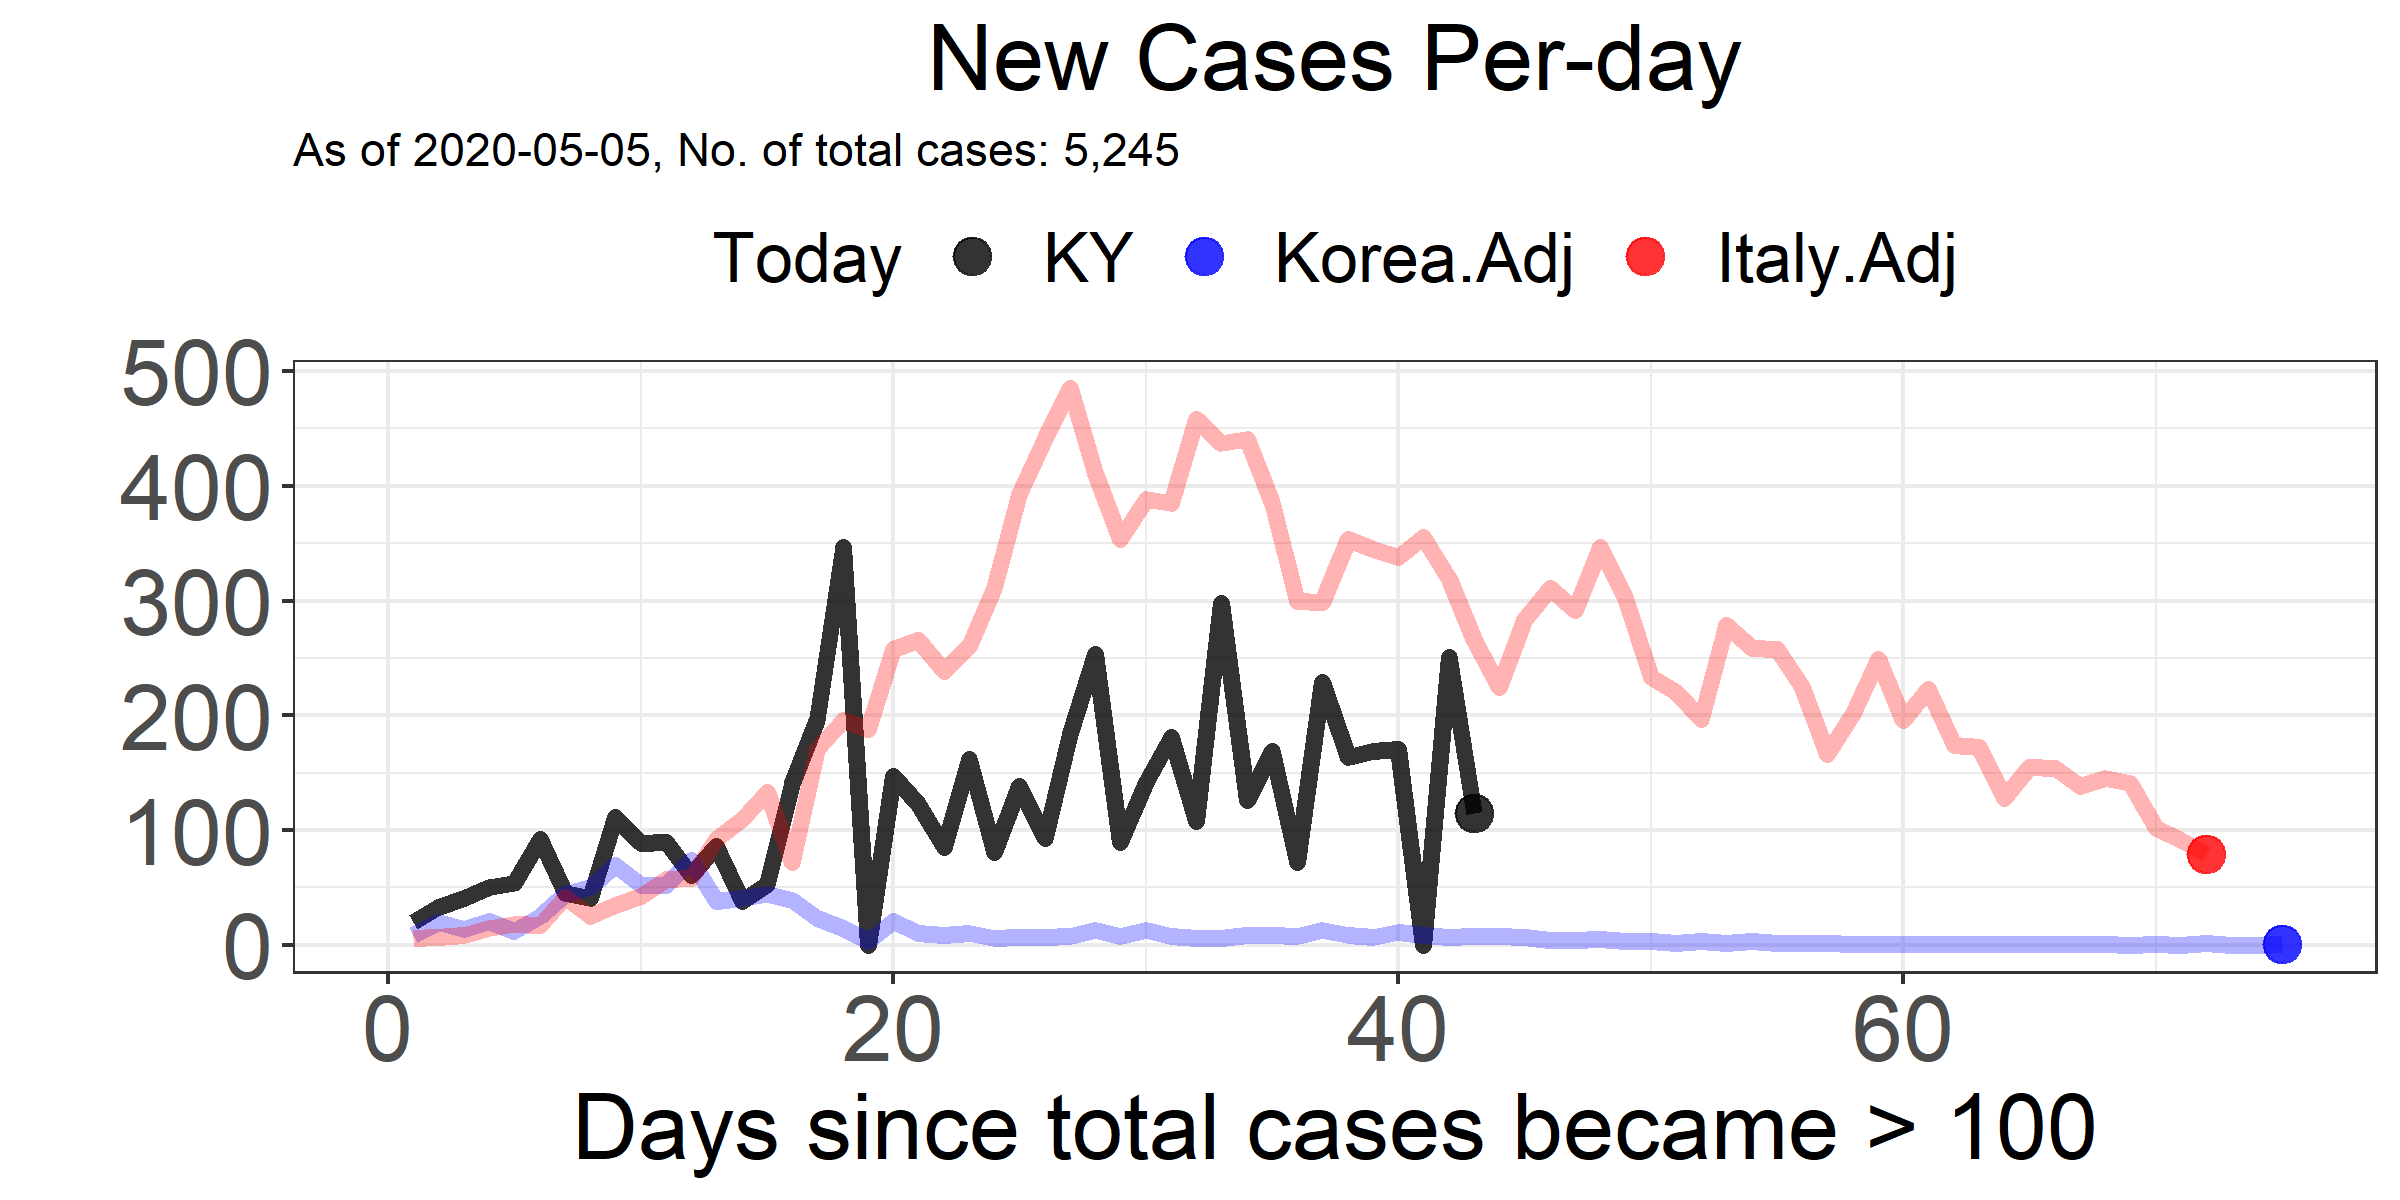 New Cases Per-day
As of 2020-05-05, No. of total cases: 5,245
Today KY Korea.Adj Italy.Adj
500
400
300
200
100
0
0 20 40 60
Days since total cases became > 100